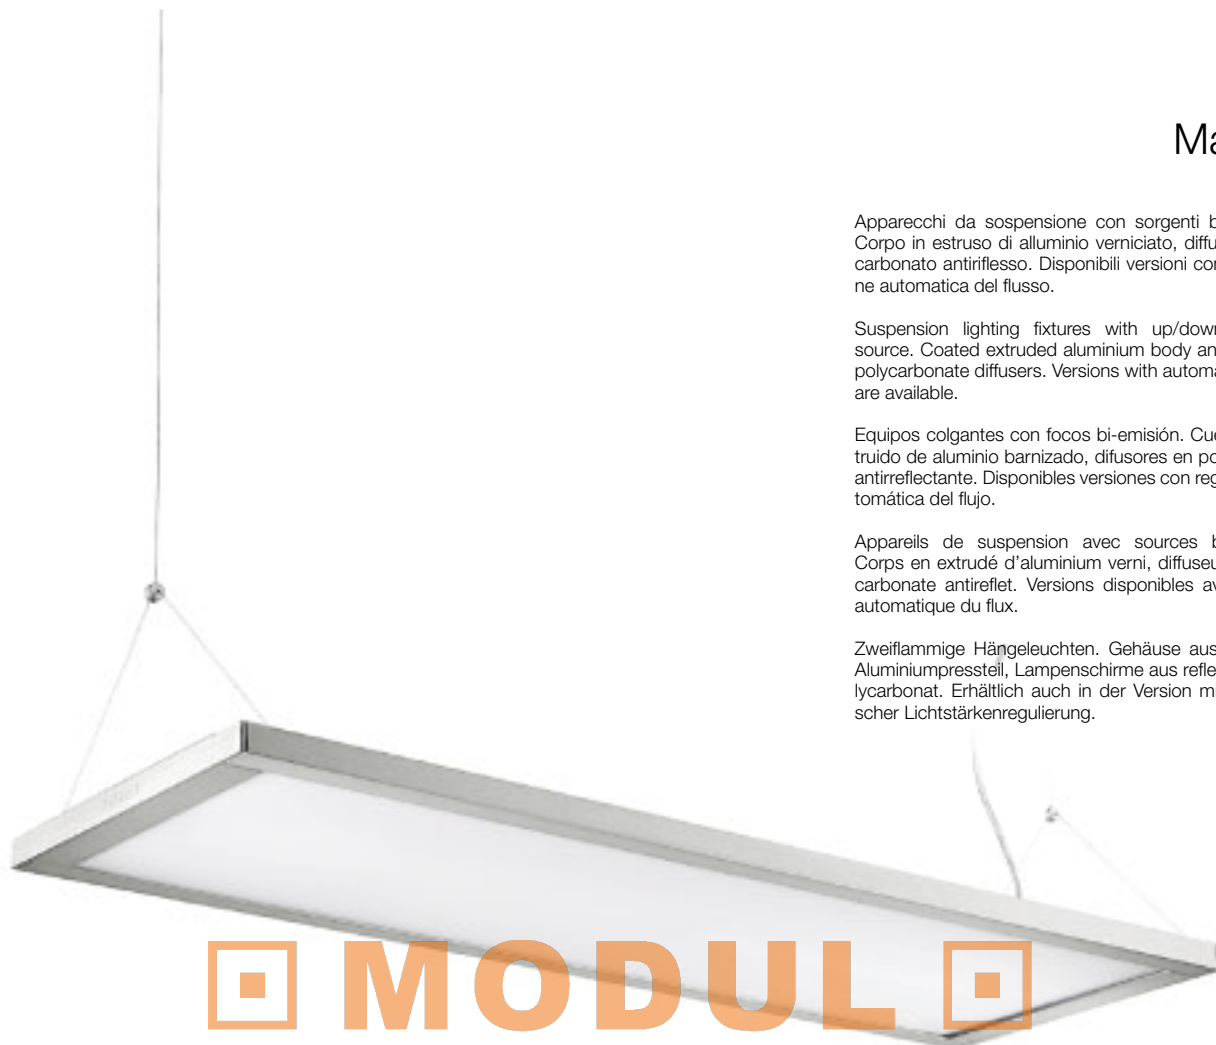 Ma
Apparecchi da sospensione con sorgenti b
Corpo in estruso di alluminio verniciato, diffu
carbonato antiriflesso. Disponibili versioni cor
ne automatica del flusso.
Suspension lighting fixtures with up/dowr
source. Coated extruded aluminium body an
polycarbonate diffusers. Versions with automa
are available.
Equipos colgantes con focos bi-emisión. Cue
truido de aluminio barnizado, difusores en po
antirreflectante. Disponibles versiones con reg
tomática del flujo.
Appareils de suspension avec sources b
Corps en extrudé d’aluminium verni, diffuseu
carbonate antireflet. Versions disponibles av
automatique du flux.
Zweiflammige Hängeleuchten. Gehäuse aus
Aluminiumpressteil, Lampenschirme aus refle
lycarbonat. Erhältlich auch in der Version m
scher Lichtstärkenregulierung.
MODUL